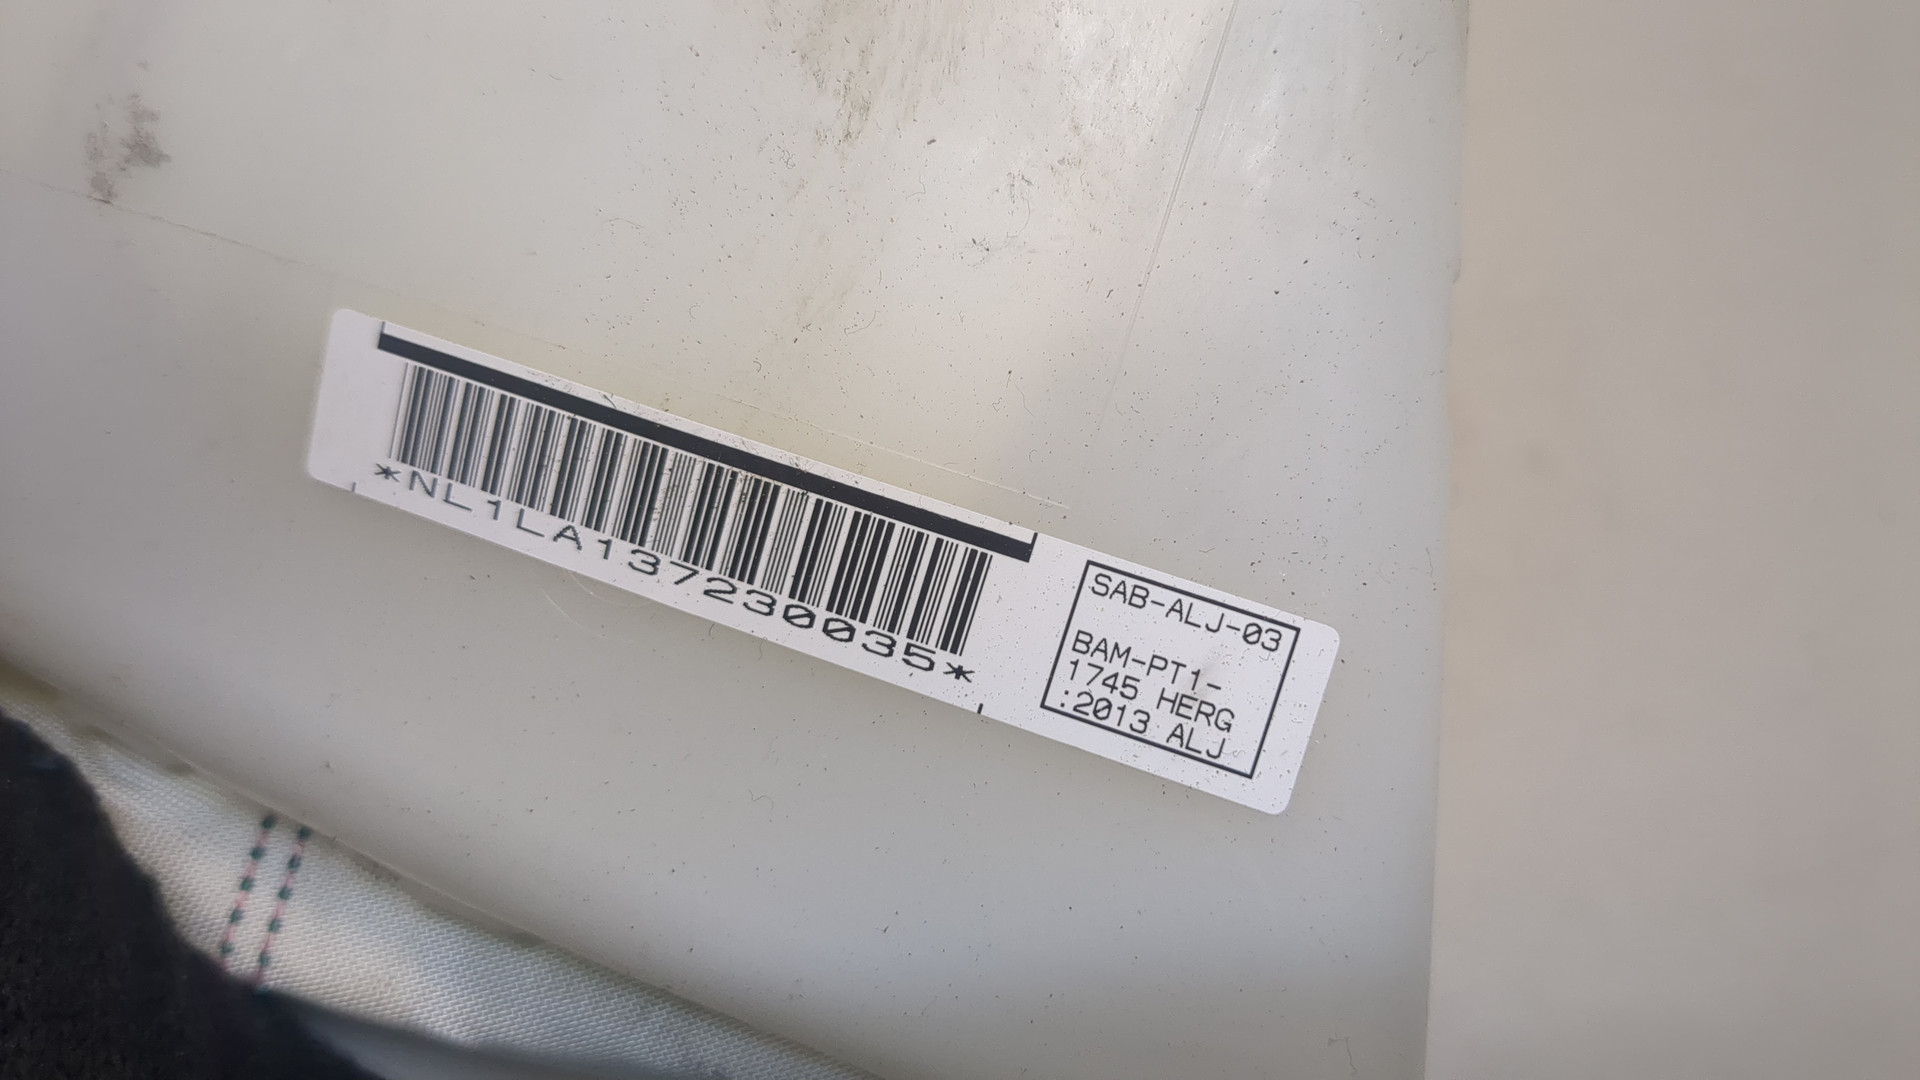 *NL1LA137230035*
SAB-ALJ-03
BAM-PT1-
1745 HERG
:2013 ALJ